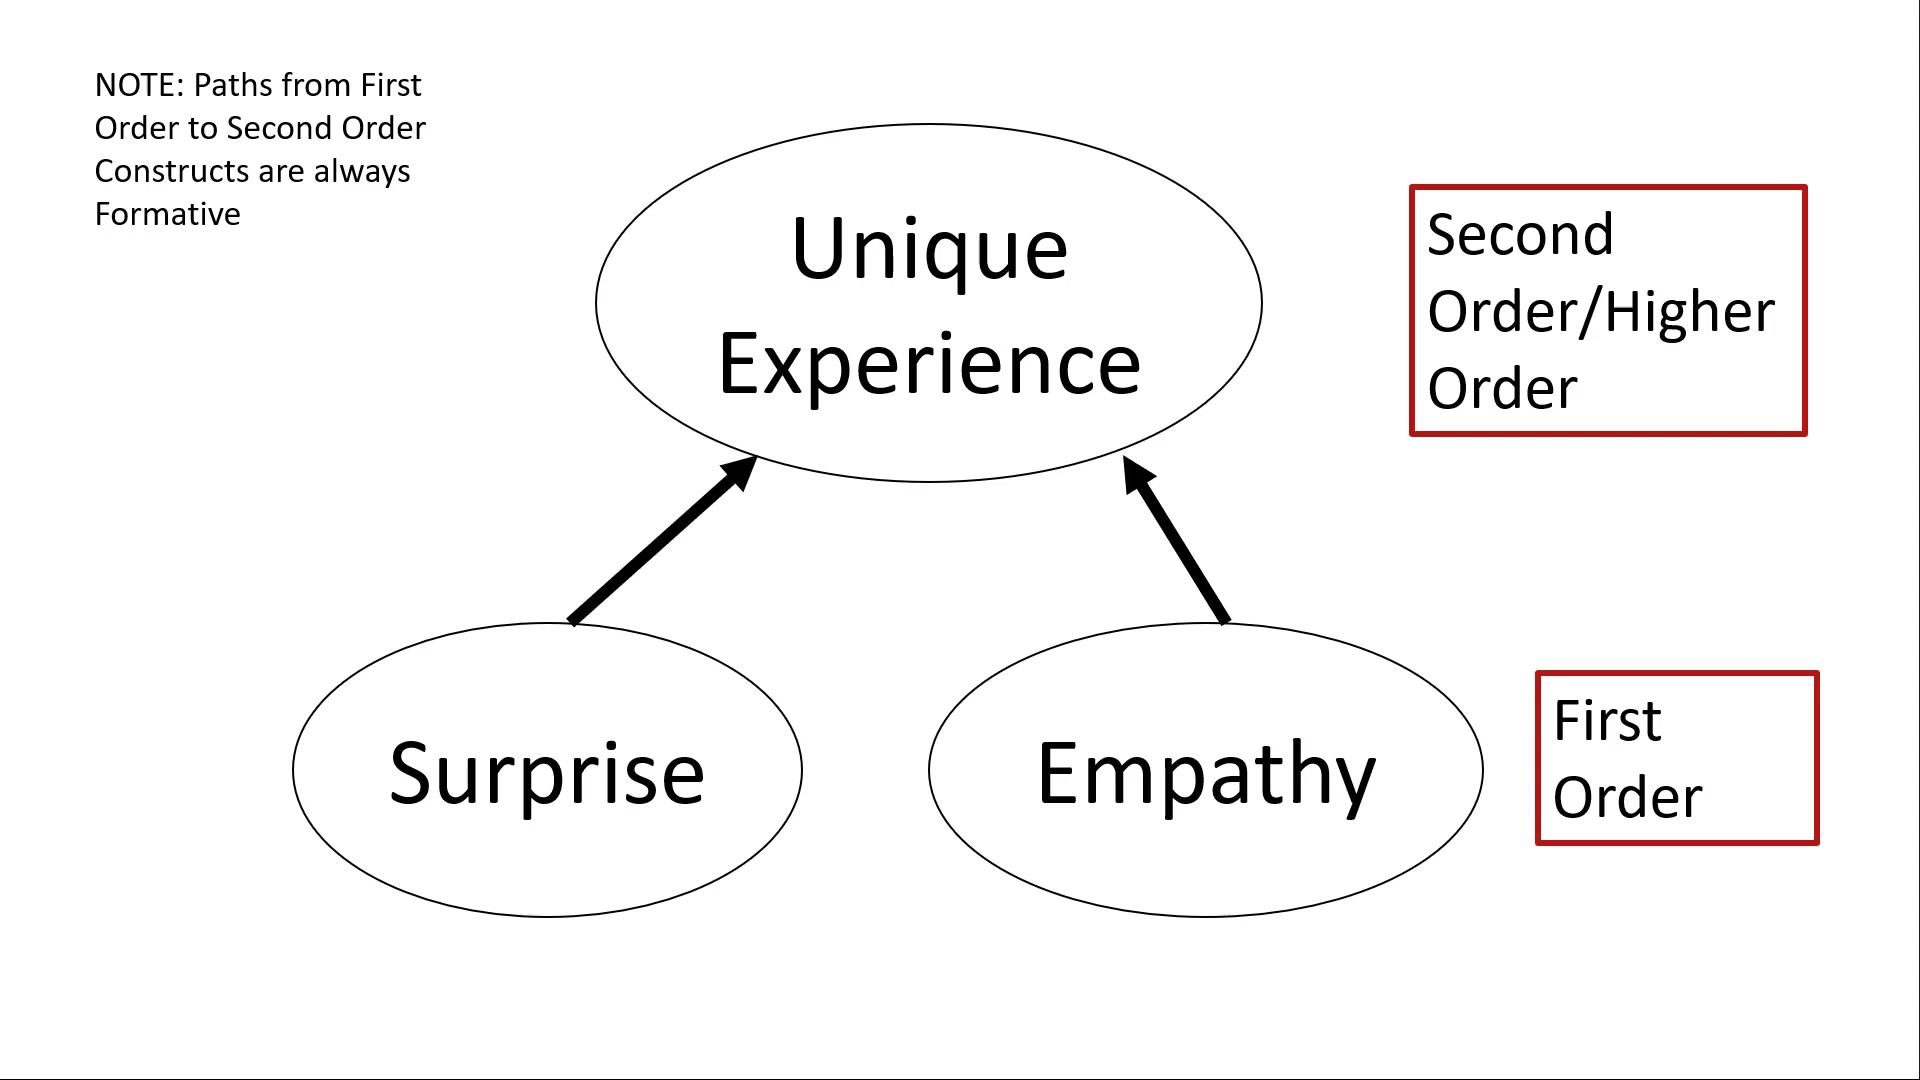 NOTE: Paths from First
Order to Second Order
Constructs are always
Formative
Unique
Experience
Second
Order/Higher
Order
Surprise
Empathy
First
Order